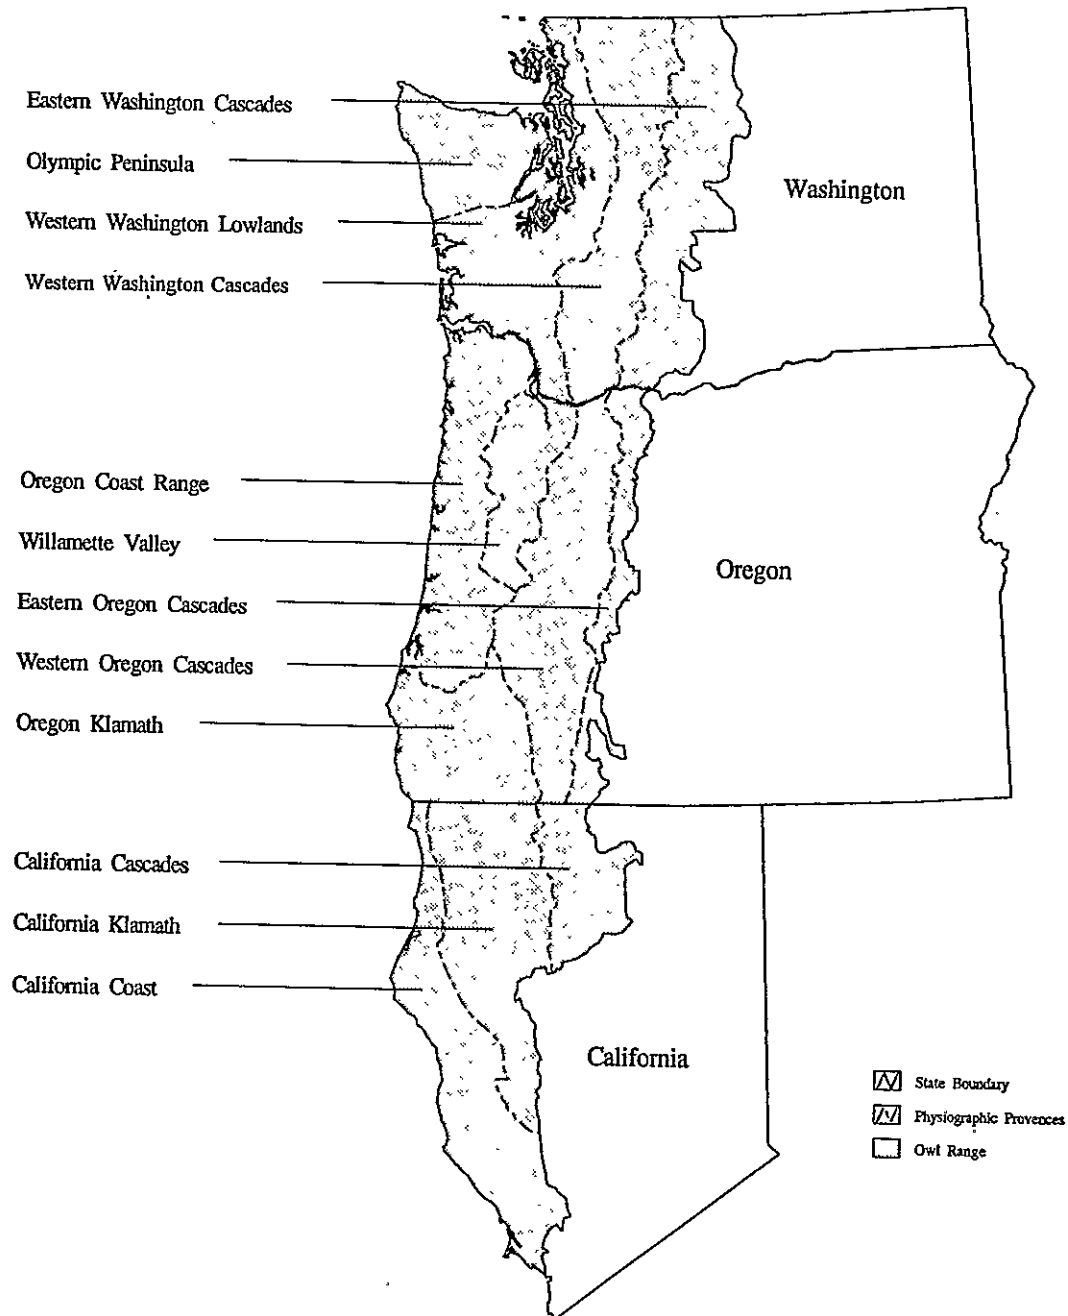 Eastern Washington Cascades
Olympic Peninsula
Washington
Western Washington Lowlands
Western Washington Cascades
Oregon Coast Range
Willamette Valley
Oregon
Eastern Oregon Cascades
Western Oregon Cascades
Oregon Klamath
California Cascades
California Klamath
California Coast
California
State Boundary
Physiographic Provences
Owl Range